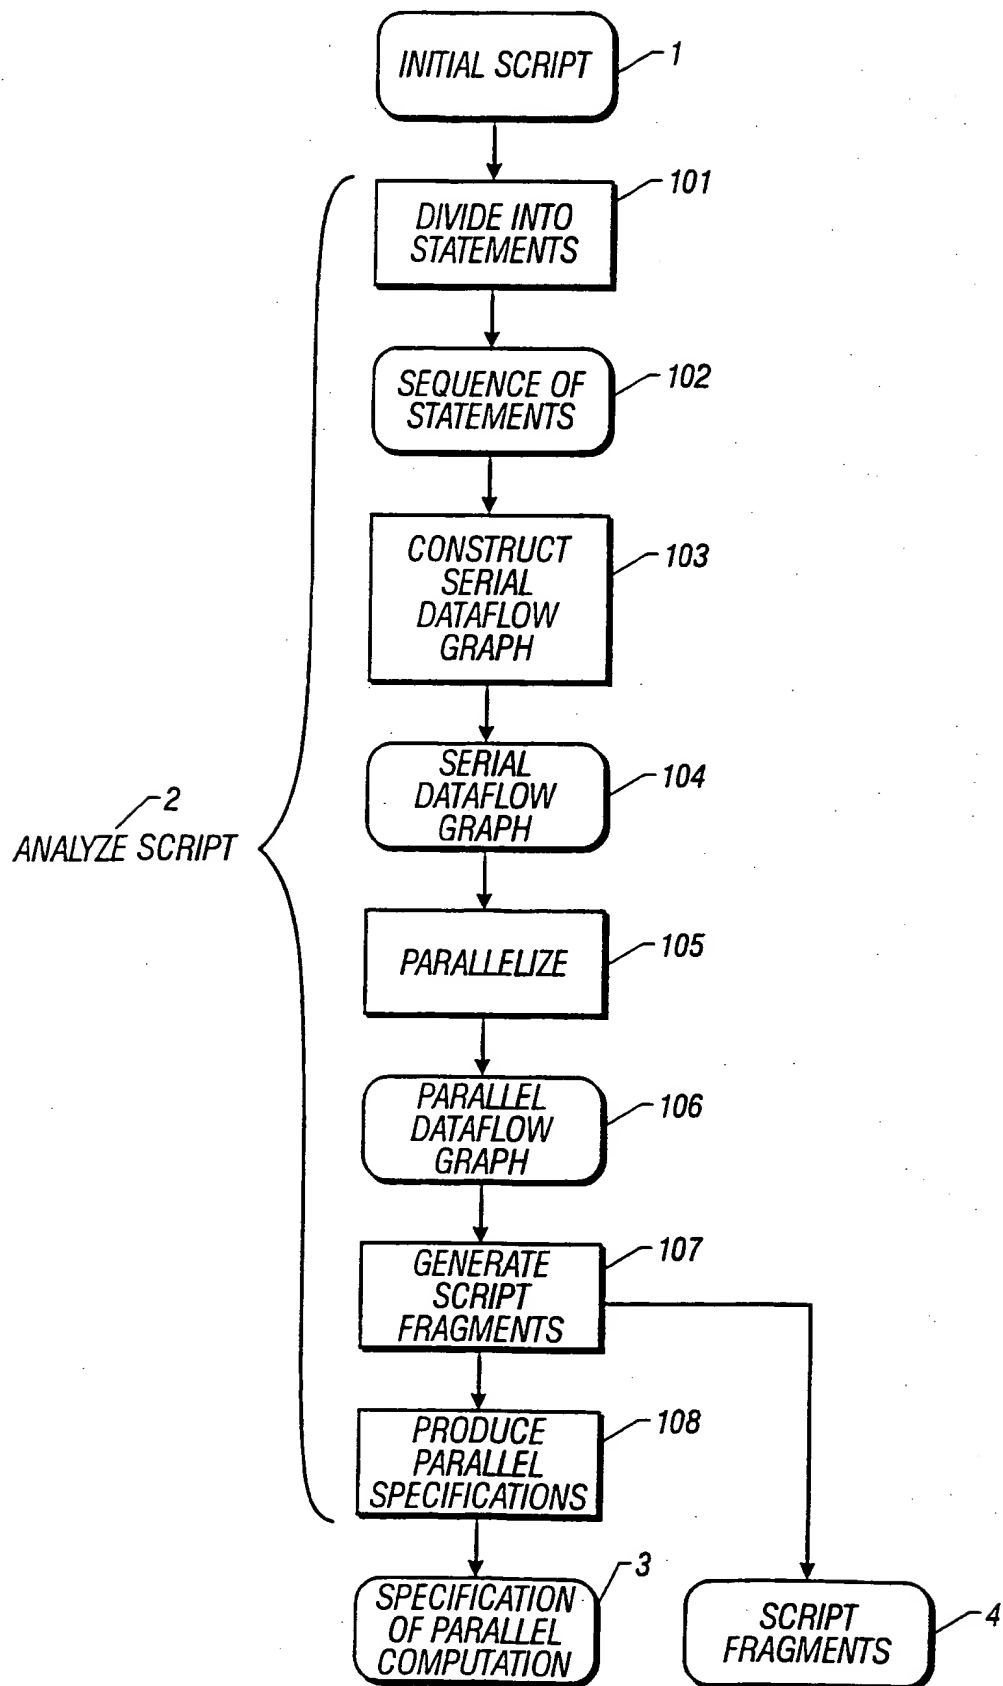 INITIAL SCRIPT
1
DIVIDE INTO
STATEMENTS
101
SEQUENCE OF
STATEMENTS
102
CONSTRUCT
SERIAL
DATAFLOW
GRAPH
103
SERIAL
DATAFLOW
GRAPH
104
2
ANALYZE SCRIPT
PARALLELIZE
105
PARALLEL
DATAFLOW
GRAPH
106
GENERATE
SCRIPT
FRAGMENTS
107
PRODUCE
PARALLEL
SPECIFICATIONS
108
SPECIFICATION
OF PARALLEL
COMPUTATION
3
SCRIPT
FRAGMENTS
4